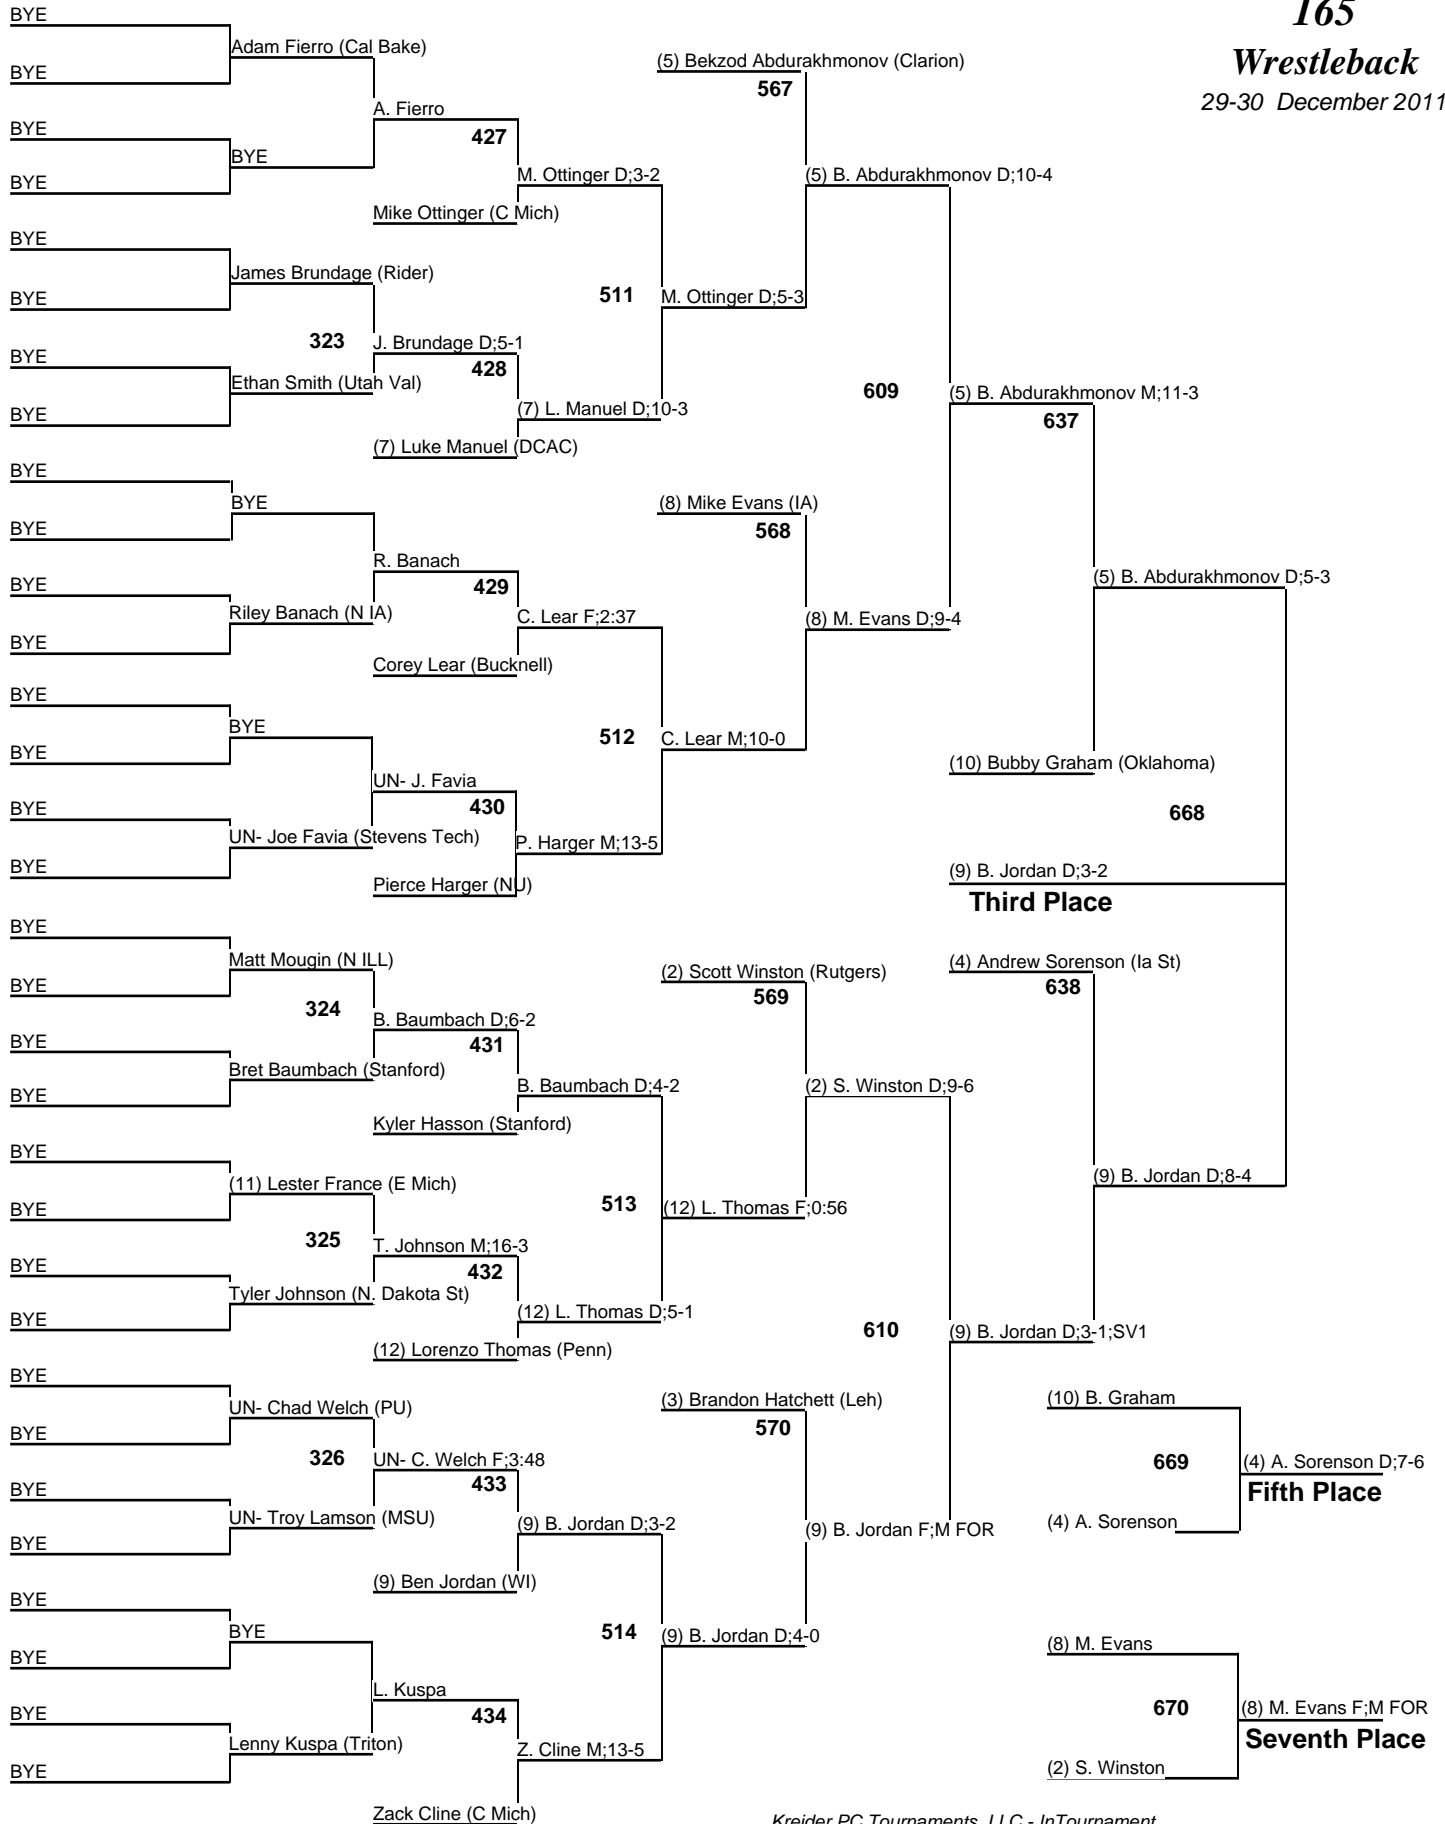 165
Wrestleback
29-30 December 2011
BYE
Adam Fierro (Cal Bake)
BYE
A. Fierro
427
BYE
BYE
BYE
M. Ottinger D;3-2
Mike Ottinger (C Mich)
BYE
James Brundage (Rider)
BYE
511
M. Ottinger D;5-3
323
J. Brundage D;5-1
BYE
428
Ethan Smith (Utah Val)
BYE
(7) L. Manuel D;10-3
(7) Luke Manuel (DCAC)
(5) Bekzod Abdurakhmonov (Clarion)
567
(5) B. Abdurakhmonov D;10-4
609
(5) B. Abdurakhmonov M;11-3
637
BYE
BYE
BYE
R. Banach
429
BYE
Riley Banach (N IA)
C. Lear F;2:37
BYE
Corey Lear (Bucknell)
(8) Mike Evans (IA)
568
(8) M. Evans D;9-4
(5) B. Abdurakhmonov D;5-3
BYE
BYE
BYE
512
C. Lear M;10-0
UN- J. Favia
430
BYE
UN- Joe Favia (Stevens Tech)
P. Harger M;13-5
BYE
Pierce Harger (NU)
(10) Bubby Graham (Oklahoma)
668
(9) B. Jordan D;3-2
Third Place
BYE
Matt Mougin (N ILL)
BYE
324
B. Baumbach D;6-2
431
BYE
Bret Baumbach (Stanford)
BYE
B. Baumbach D;4-2
Kyler Hasson (Stanford)
(2) Scott Winston (Rutgers)
569
(2) S. Winston D;9-6
(4) Andrew Sorenson (Ia St)
638
BYE
(11) Lester France (E Mich)
BYE
513
(12) L. Thomas F;0:56
325
T. Johnson M;16-3
432
BYE
Tyler Johnson (N. Dakota St)
BYE
(12) L. Thomas D;5-1
(12) Lorenzo Thomas (Penn)
(9) B. Jordan D;8-4
610
(9) B. Jordan D;3-1;SV1
BYE
UN- Chad Welch (PU)
BYE
326
UN- C. Welch F;3:48
433
BYE
UN- Troy Lamson (MSU)
BYE
(9) B. Jordan D;3-2
(9) Ben Jordan (WI)
(3) Brandon Hatchett (Leh)
570
(9) B. Jordan F;M FOR
(10) B. Graham
669
(4) A. Sorenson D;7-6
Fifth Place
(4) A. Sorenson
BYE
BYE
BYE
514
(9) B. Jordan D;4-0
L. Kuspa
434
BYE
Lenny Kuspa (Triton)
Z. Cline M;13-5
BYE
Zack Cline (C Mich)
(8) M. Evans
670
(8) M. Evans F;M FOR
Seventh Place
(2) S. Winston
Kreider PC Tournaments, LLC - InTournament